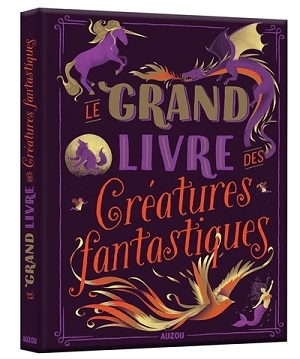 LE
GRAND
LIVRE
DES
Créatures
fantastiques
AUZOU
LE GRAND LIVRE DES Créatures fantastiques